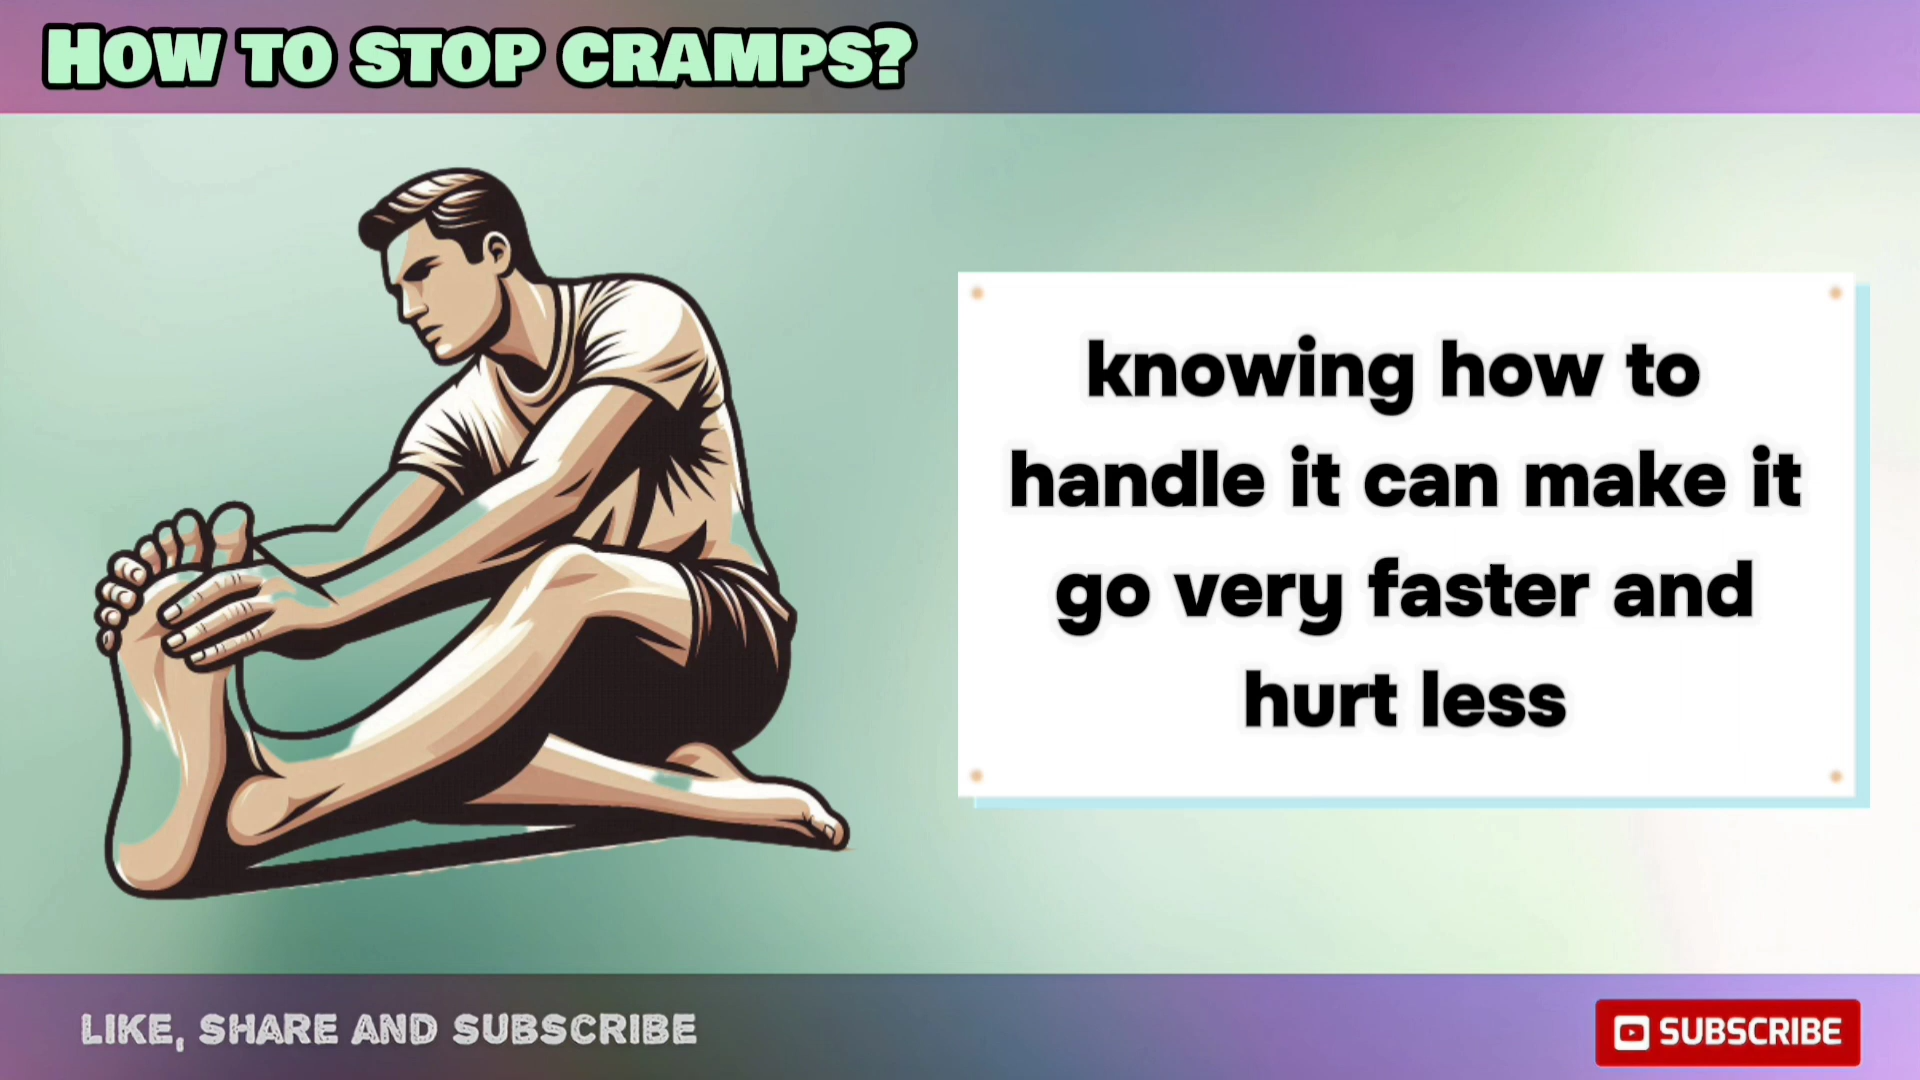 HOW TO STOP CRAMPS?
knowing how to
handle it can make it
go very faster and
hurt less
LIKE, SHARE AND SUBSCRIBE
SUBSCRIBE